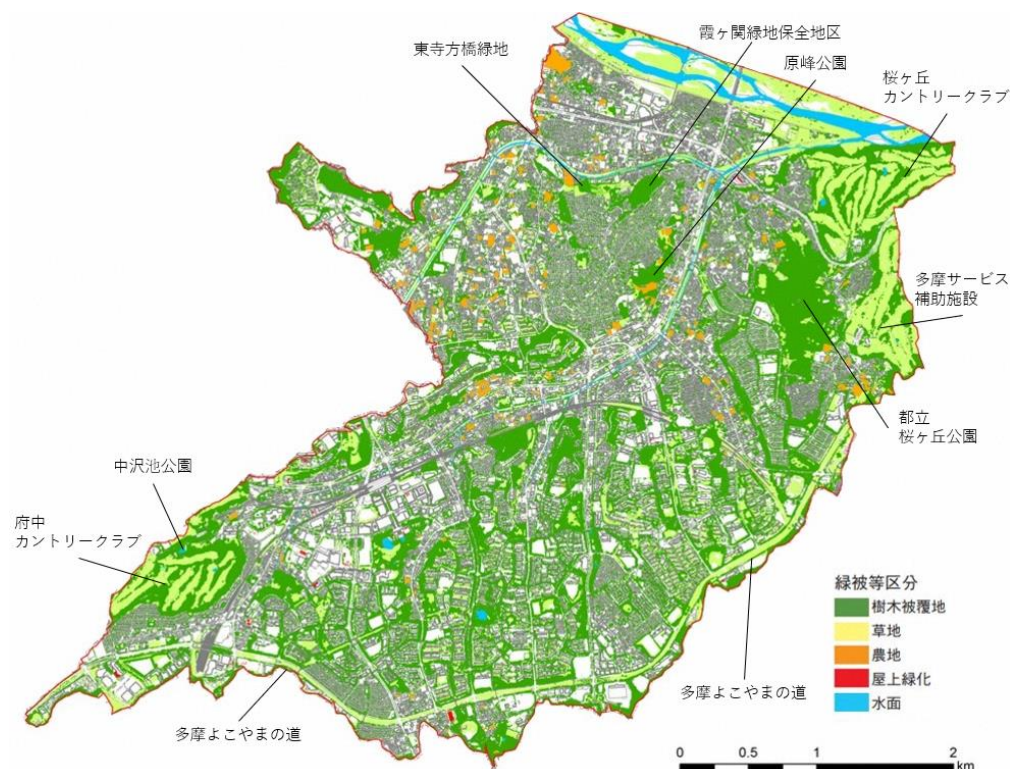 霞ヶ関緑地保全地区
東寺方橋緑地
原峰公園
桜ヶ丘
カントリークラブ
多摩サービス
補助施設
都立
桜ヶ丘公園
中沢池公園
府中
カントリークラブ
多摩よこやまの道
多摩よこやまの道
緑被等区分
樹木被覆地
草地
農地
屋上緑化
水面
0 0.5 1 2
km